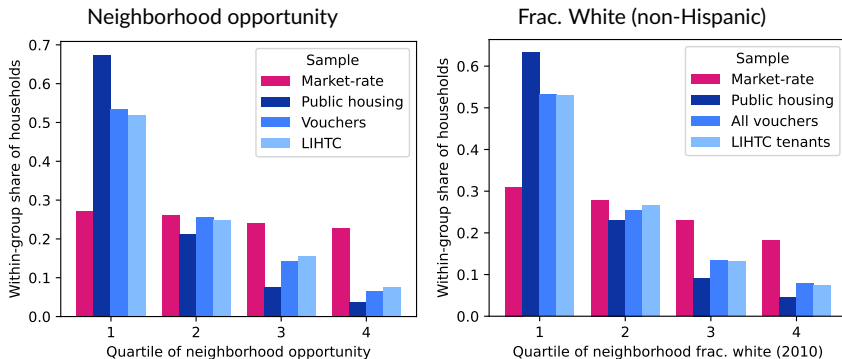 Neighborhood opportunity
Within-group share of households
0.7
0.6
0.5
0.4
0.3
0.2
0.1
0.0
Sample
Market-rate
Public housing
Vouchers
LIHTC
1 2 3 4
Quartile of neighborhood opportunity
Frac. White (non-Hispanic)
Within-group share of households
0.6
0.5
0.4
0.3
0.2
0.1
0.0
Sample
Market-rate
Public housing
All vouchers
LIHTC tenants
1 2 3 4
Quartile of neighborhood frac. white (2010)